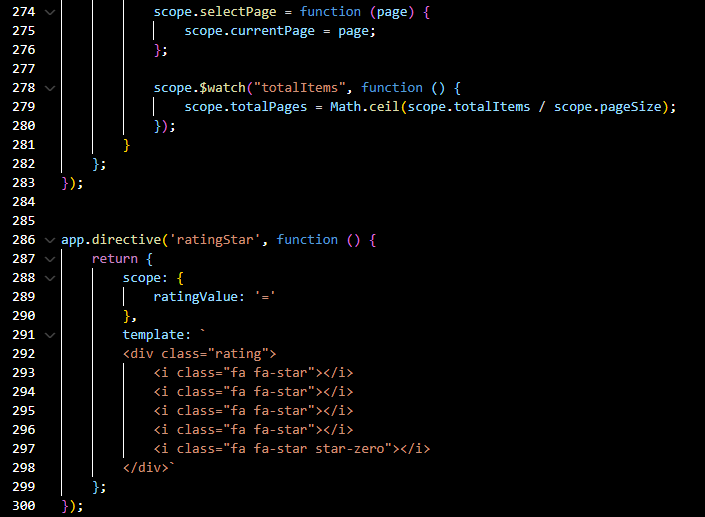 274 scope.selectPage = function (page) {
275 scope.currentPage = page;
276 };
277
278 scope.$watch("totalItems", function () {
279 scope.totalPages = Math.ceil(scope.totalItems / scope.pageSize);
280 });
281 }
282 };
283 });
284
285
286 app.directive('ratingStar', function () {
287 return {
288 scope: {
289 ratingValue: '='
290 },
291 template: `
292 <div class="rating">
293 <i class="fa fa-star"></i>
294 <i class="fa fa-star"></i>
295 <i class="fa fa-star"></i>
296 <i class="fa fa-star"></i>
297 <i class="fa fa-star star-zero"></i>
298 </div>`
299 };
300 });